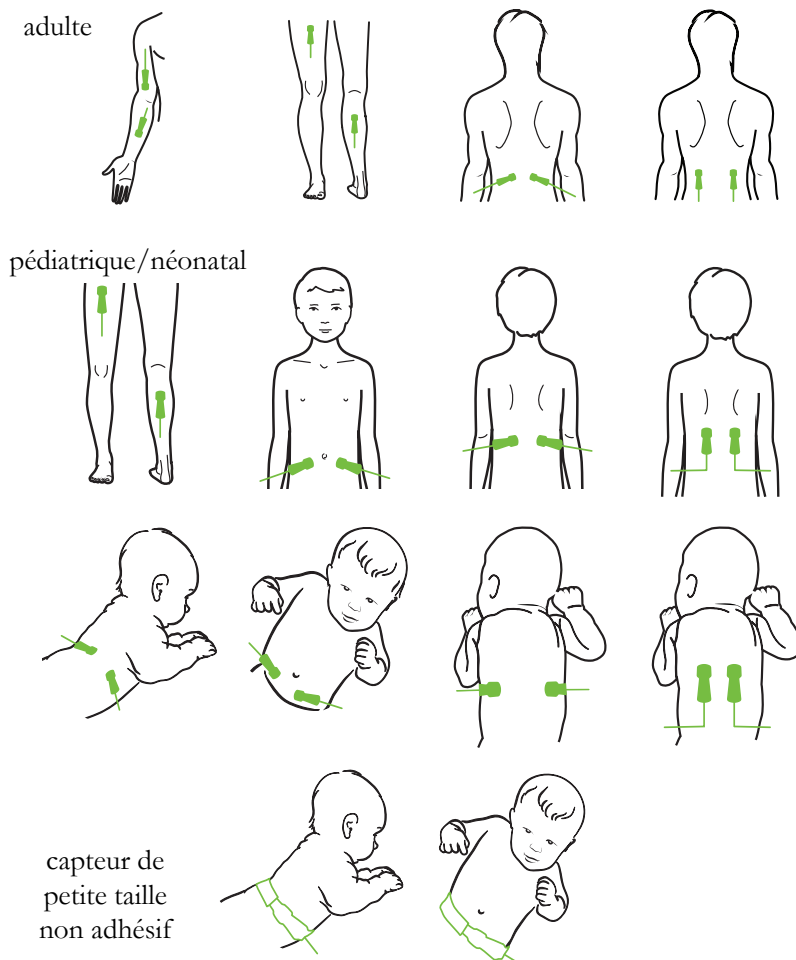 adulte
pédiatrique/néonatal
capteur de
petite taille
non adhésif